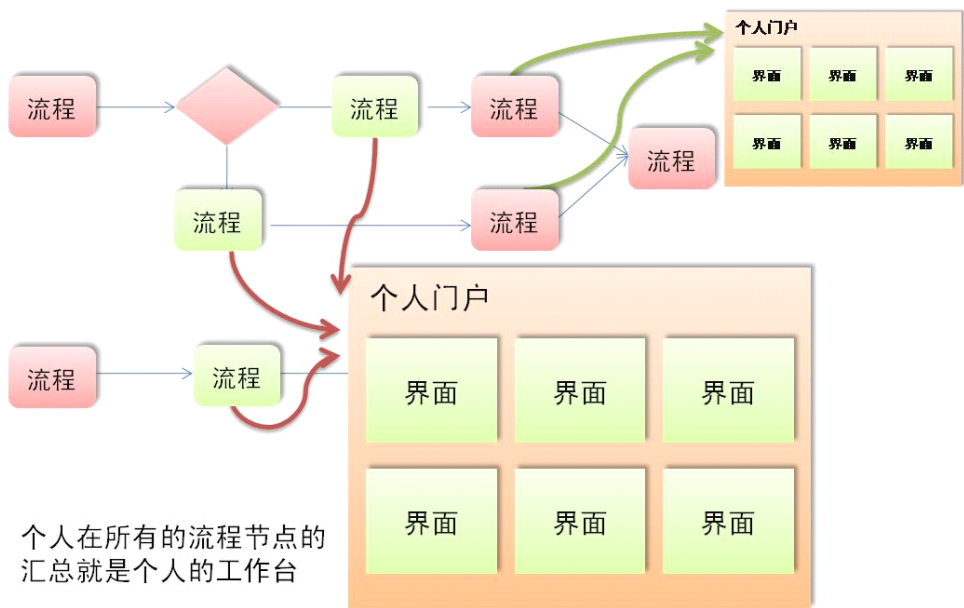 个人门户
界面 界面 界面
界面 界面 界面
流程 流程 流程
流程
流程 流程
个人门户
流程 流程
界面 界面 界面
界面 界面 界面
个人在所有的流程节点的
汇总就是个人的工作台